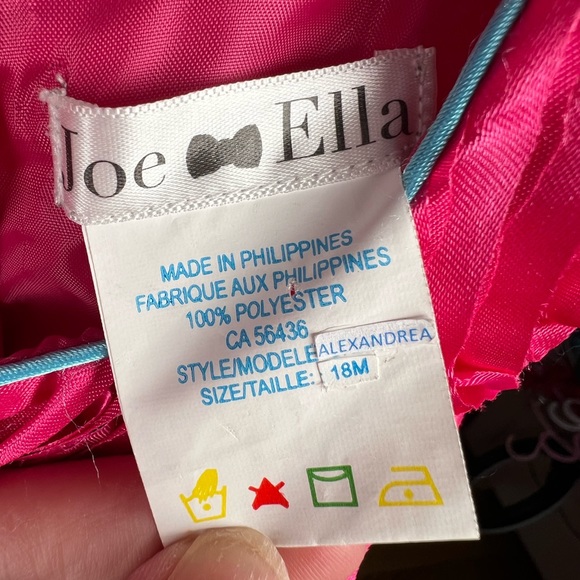 Joe Ella
MADE IN PHILIPPINES
FABRIQUE AUX PHILIPPINES
100% POLYESTER
CA 56436
STYLE/MODELE ALEXANDREA
SIZE/TAILLE: 18M